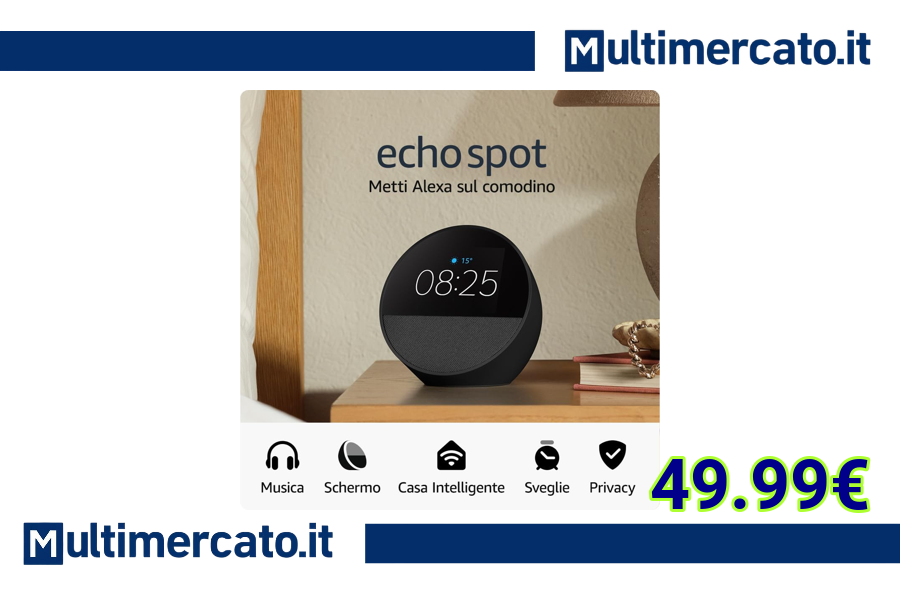 Multimercato.it
echo spot
Metti Alexa sul comodino
15°
08:25
Musica Schermo Casa Intelligente Sveglie Privacy
49.99€
Multimercato.it